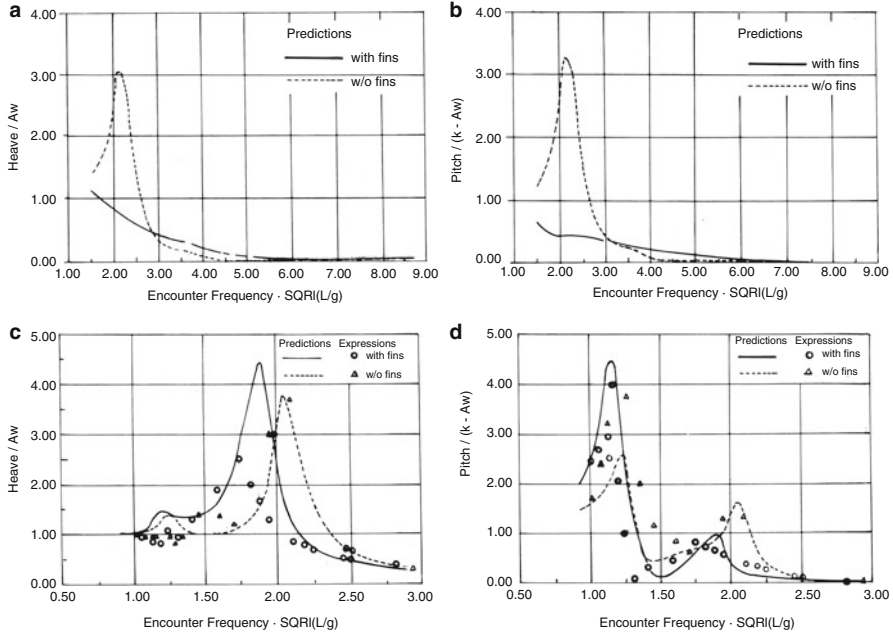 a
4.00
3.00
2.00
1.00
0.00
Heave / Aw
Predictions
with fins
w/o fins
1.00 2.00 3.00 4.00 5.00 6.00 7.00 8.00 9.00
Encounter Frequency · SQRI(L/g)
b
4.00
3.00
2.00
1.00
0.00
Pitch / (k - Aw)
Predictions
with fins
w/o fins
1.00 2.00 3.00 4.00 5.00 6.00 7.00 8.00 9.00
Encounter Frequency · SQRI(L/g)
c
5.00
4.00
3.00
2.00
1.00
0.00
Heave / Aw
Predictions Expressions
with fins
w/o fins
0.50 1.00 1.50 2.00 2.50 3.00
Encounter Frequency · SQRI(L/g)
d
5.00
4.00
3.00
2.00
1.00
0.00
Pitch / (k - Aw)
Predictions Expressions
with fins
w/o fins
0.50 1.00 1.50 2.00 2.50 3.00
Encounter Frequency · SQRI(L/g)